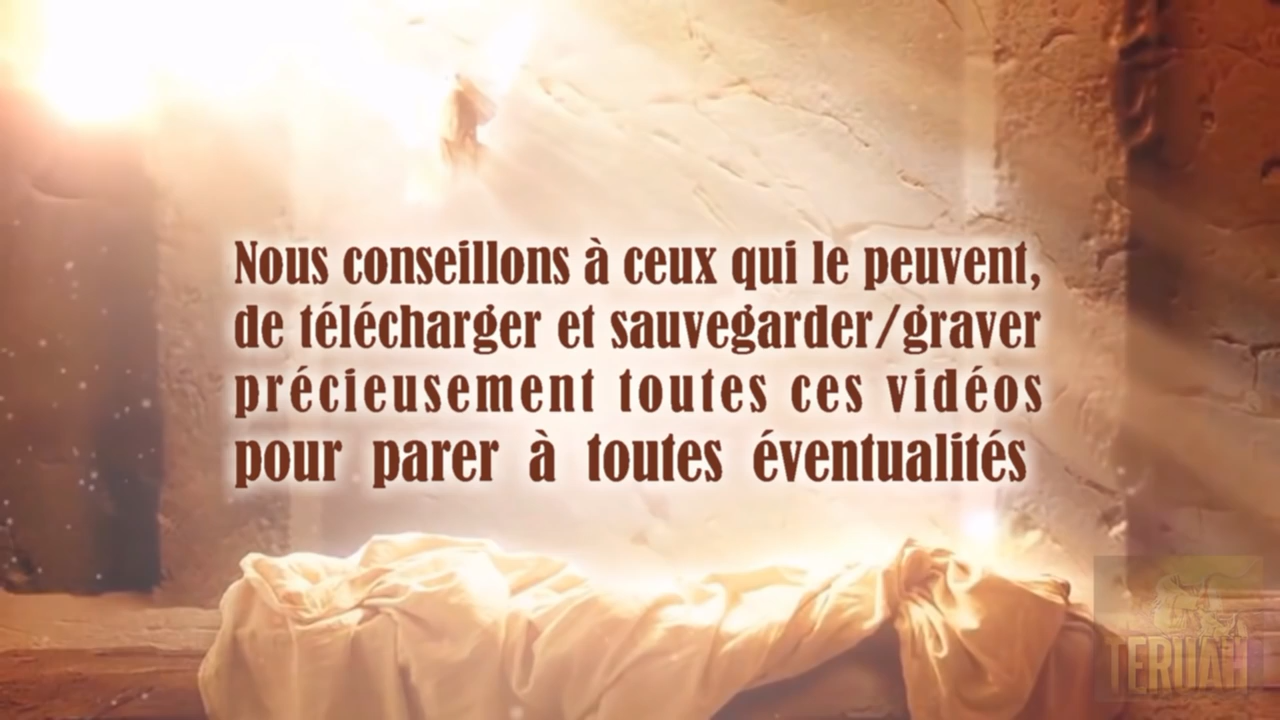 Nous conseillons à ceux qui le peuvent,
de télécharger et sauvegarder/graver
précieusement toutes ces vidéos
pour parer à toutes éventualités
TERUAH